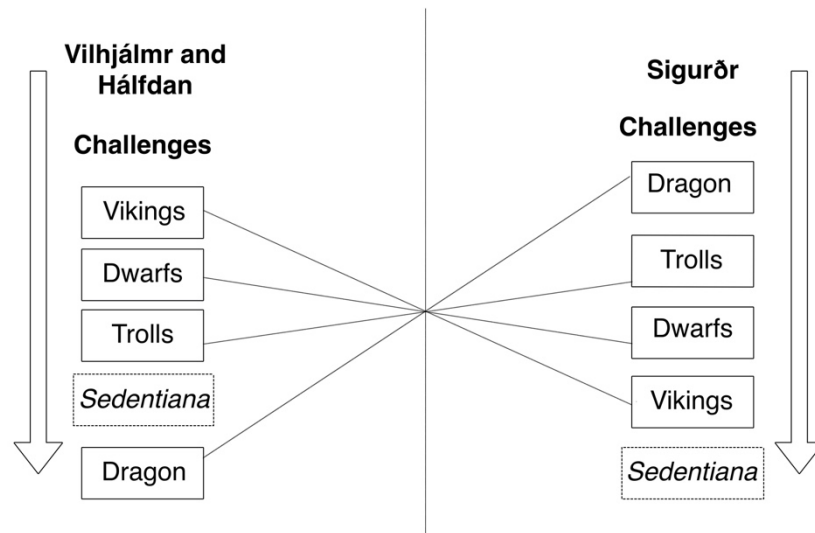 Vilhjálmr and
Hálfdan
Challenges
Vikings
Dwarfs
Trolls
Sedentiana
Dragon
Sigurðr
Challenges
Dragon
Trolls
Dwarfs
Vikings
Sedentiana